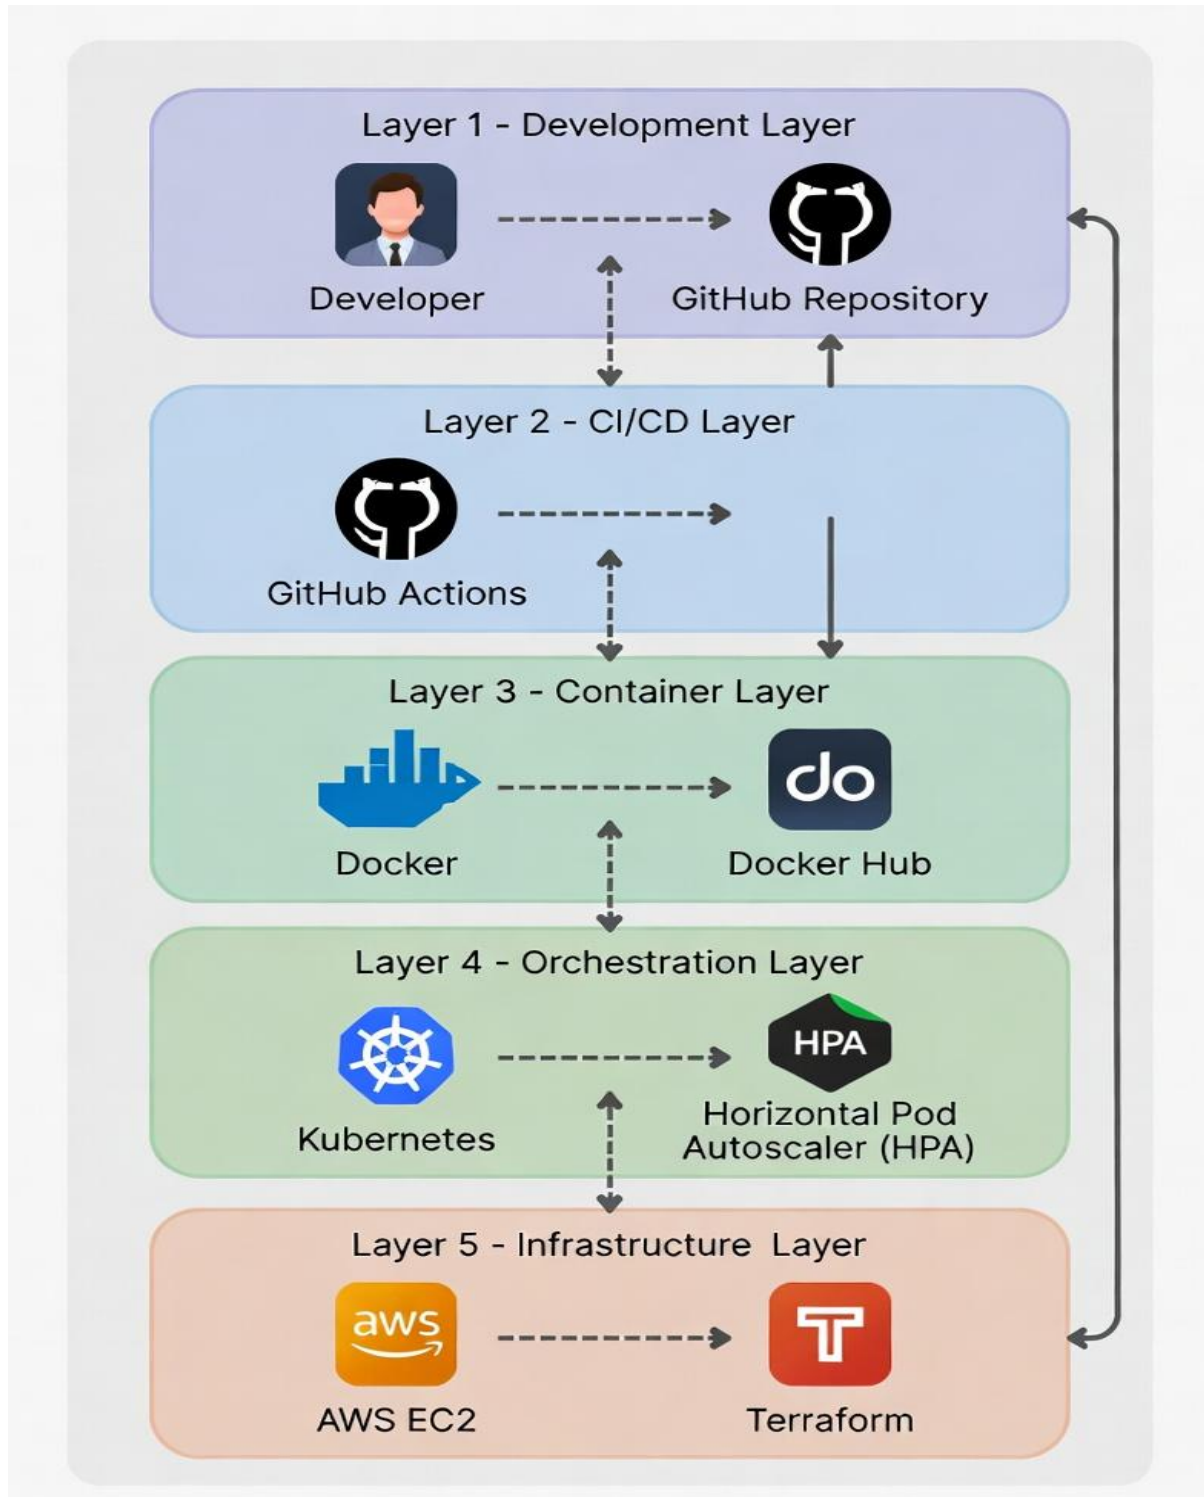 Layer 1 - Development Layer
Developer
GitHub Repository
Layer 2 - CI/CD Layer
GitHub Actions
Layer 3 - Container Layer
do
Docker
Docker Hub
Layer 4 - Orchestration Layer
HPA
Kubernetes
Horizontal Pod
Autoscaler (HPA)
Layer 5 - Infrastructure Layer
aws
T
AWS EC2
Terraform